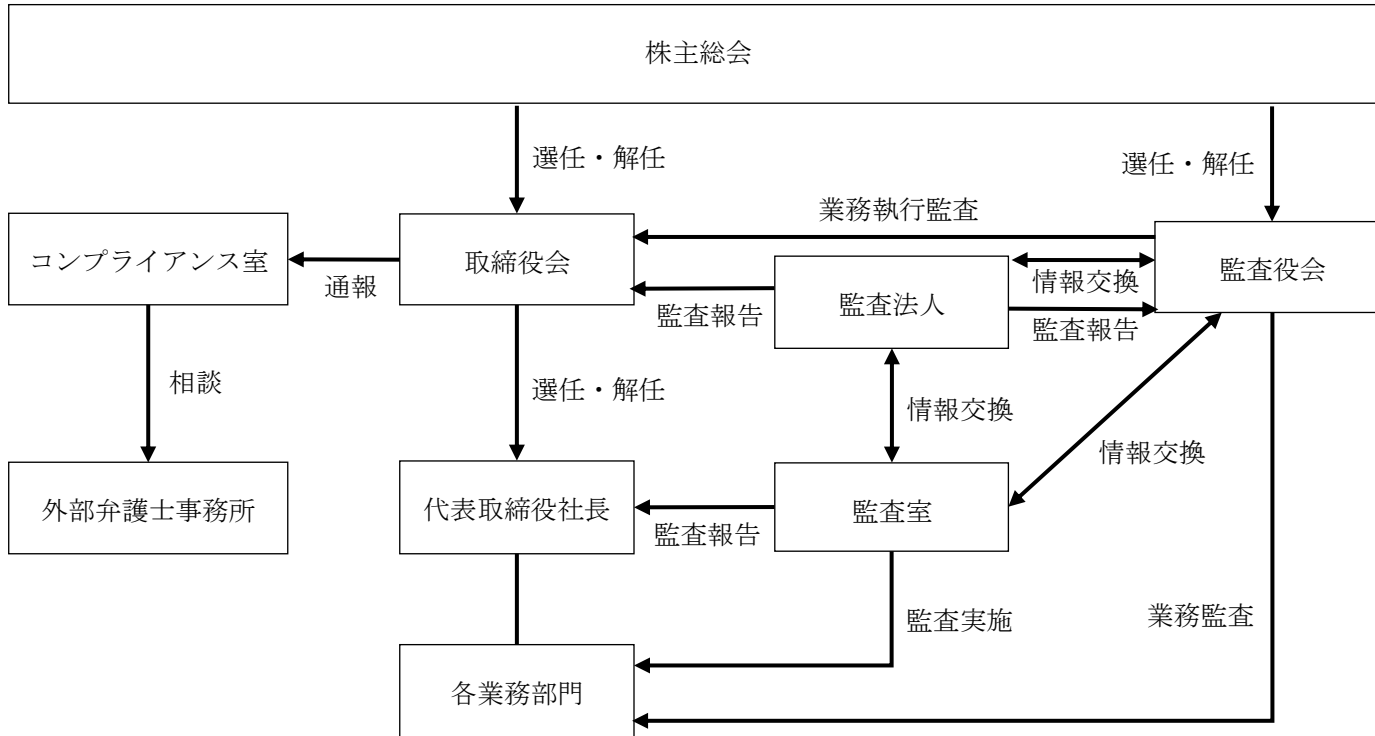 株主総会
選任・解任
選任・解任
業務執行監査
コンプライアンス室
取締役会
監査役会
通報
情報交換
監査法人
監査報告
監査報告
相談
選任・解任
情報交換
情報交換
外部弁護士事務所
代表取締役社長
監査室
監査報告
監査実施
業務監査
各業務部門